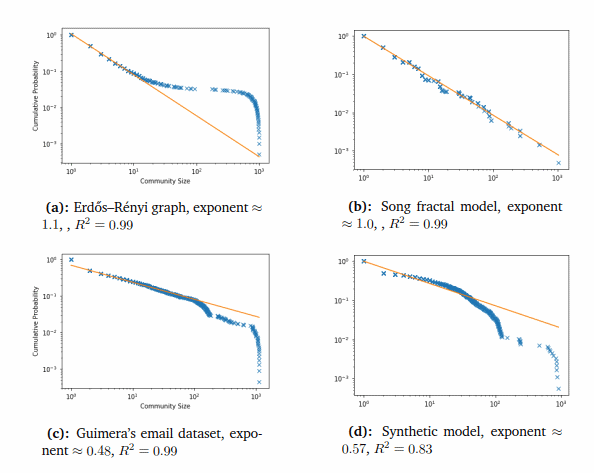 10⁰
10⁻¹
10⁻²
10⁻³
Cumulative Probability
10⁰ 10¹ 10² 10³
Community Size
10⁰
10⁻¹
10⁻²
10⁻³
10⁰ 10¹ 10² 10³
(a): Erdős–Rényi graph, exponent ≈
1.1, , R² = 0.99
(b): Song fractal model, exponent
≈ 1.0, , R² = 0.99
10⁰
10⁻¹
10⁻²
10⁻³
Cumulative Probability
10⁰ 10¹ 10² 10³
Community Size
10⁰
10⁻¹
10⁻²
10⁻³
10⁰ 10¹ 10² 10³
(c): Guimera's email dataset, expo-
nent ≈ 0.48, R² = 0.99
(d): Synthetic model, exponent ≈
0.57, R² = 0.83